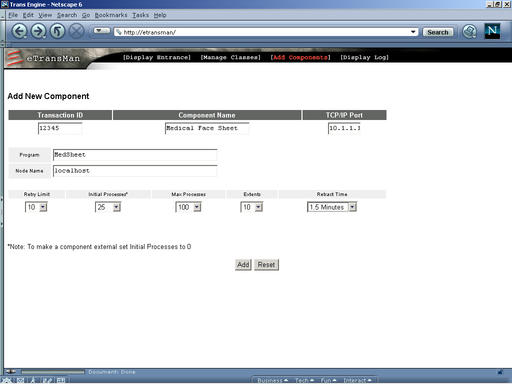 Trans Engine - Netscape 6
File Edit View Search Go Bookmarks Tasks Help
http://etransman/ Search N
eTransMan [Display Entrance] [Manage Classes] [Add Components] [Display Log]
Add New Component
Transaction ID Component Name TCP/IP Port
12345 Medical Face Sheet 10.1.1.1
Program MedSheet
Node Name localhost
Retry Limit Initial Processes* Max Processes Extents Retract Time
10 25 100 10 1.5 Minutes
*Note: To make a component external set Initial Processes to 0
Add Reset
Document: Done
Business Tech Fun Interact